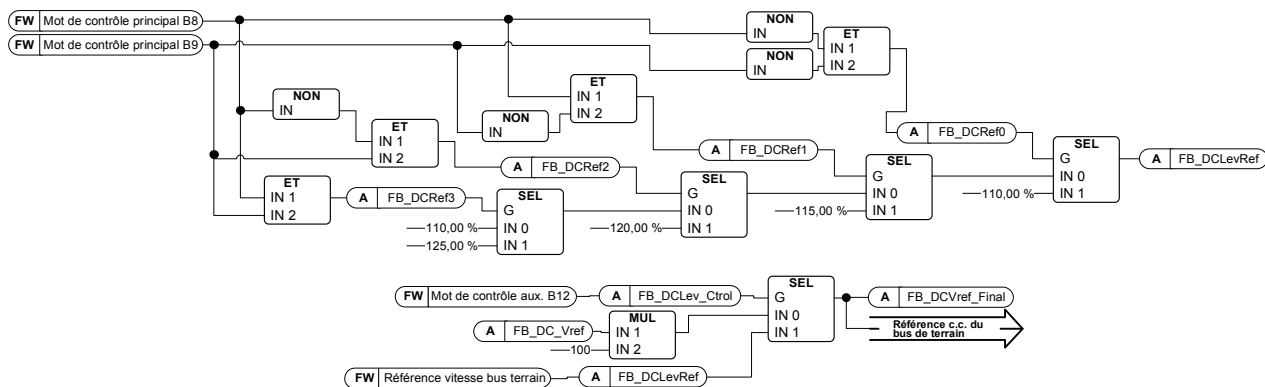 FW Mot de contrôle principal B8
FW Mot de contrôle principal B9
NON
IN
NON
IN
ET
IN 1
IN 2
NON
IN
ET
IN 1
IN 2
NON
IN
ET
IN 1
IN 2
A FB_DCRef0
A FB_DCRef1
A FB_DCRef2
ET
IN 1
IN 2
A FB_DCRef3
SEL
G
IN 0
IN 1
110,00 %
125,00 %
SEL
G
IN 0
IN 1
120,00 %
SEL
G
IN 0
IN 1
115,00 %
SEL
G
IN 0
IN 1
110,00 %
A FB_DCLevRef
FW Mot de contrôle aux. B12
A FB_DCLev_Ctrol
SEL
G
IN 0
IN 1
A FB_DCVref_Final
Référence c.c. du
bus de terrain
A FB_DC_Vref
MUL
IN 1
IN 2
100
FW Référence vitesse bus terrain
A FB_DCLevRef